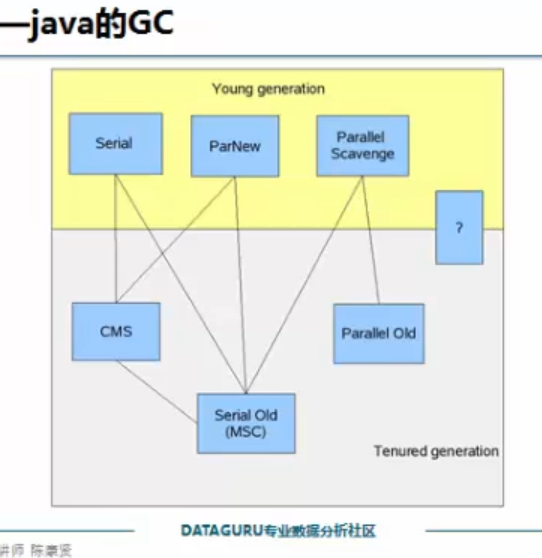 —java的GC
Young generation
Serial
ParNew
Parallel
Scavenge
?
CMS
Parallel Old
Serial Old
(MSC)
Tenured generation
DATAGURU专业数据分析社区
讲师 陈康贤